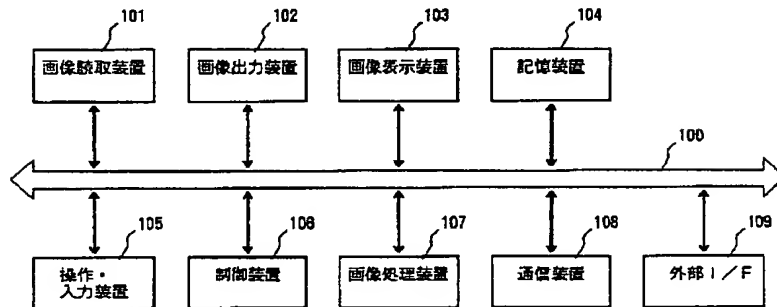 101
102
103
104
画像読取装置
画像出力装置
画像表示装置
記憶装置
100
105
106
107
108
109
操作・
入力装置
制御装置
画像処理装置
通信装置
外部I/F